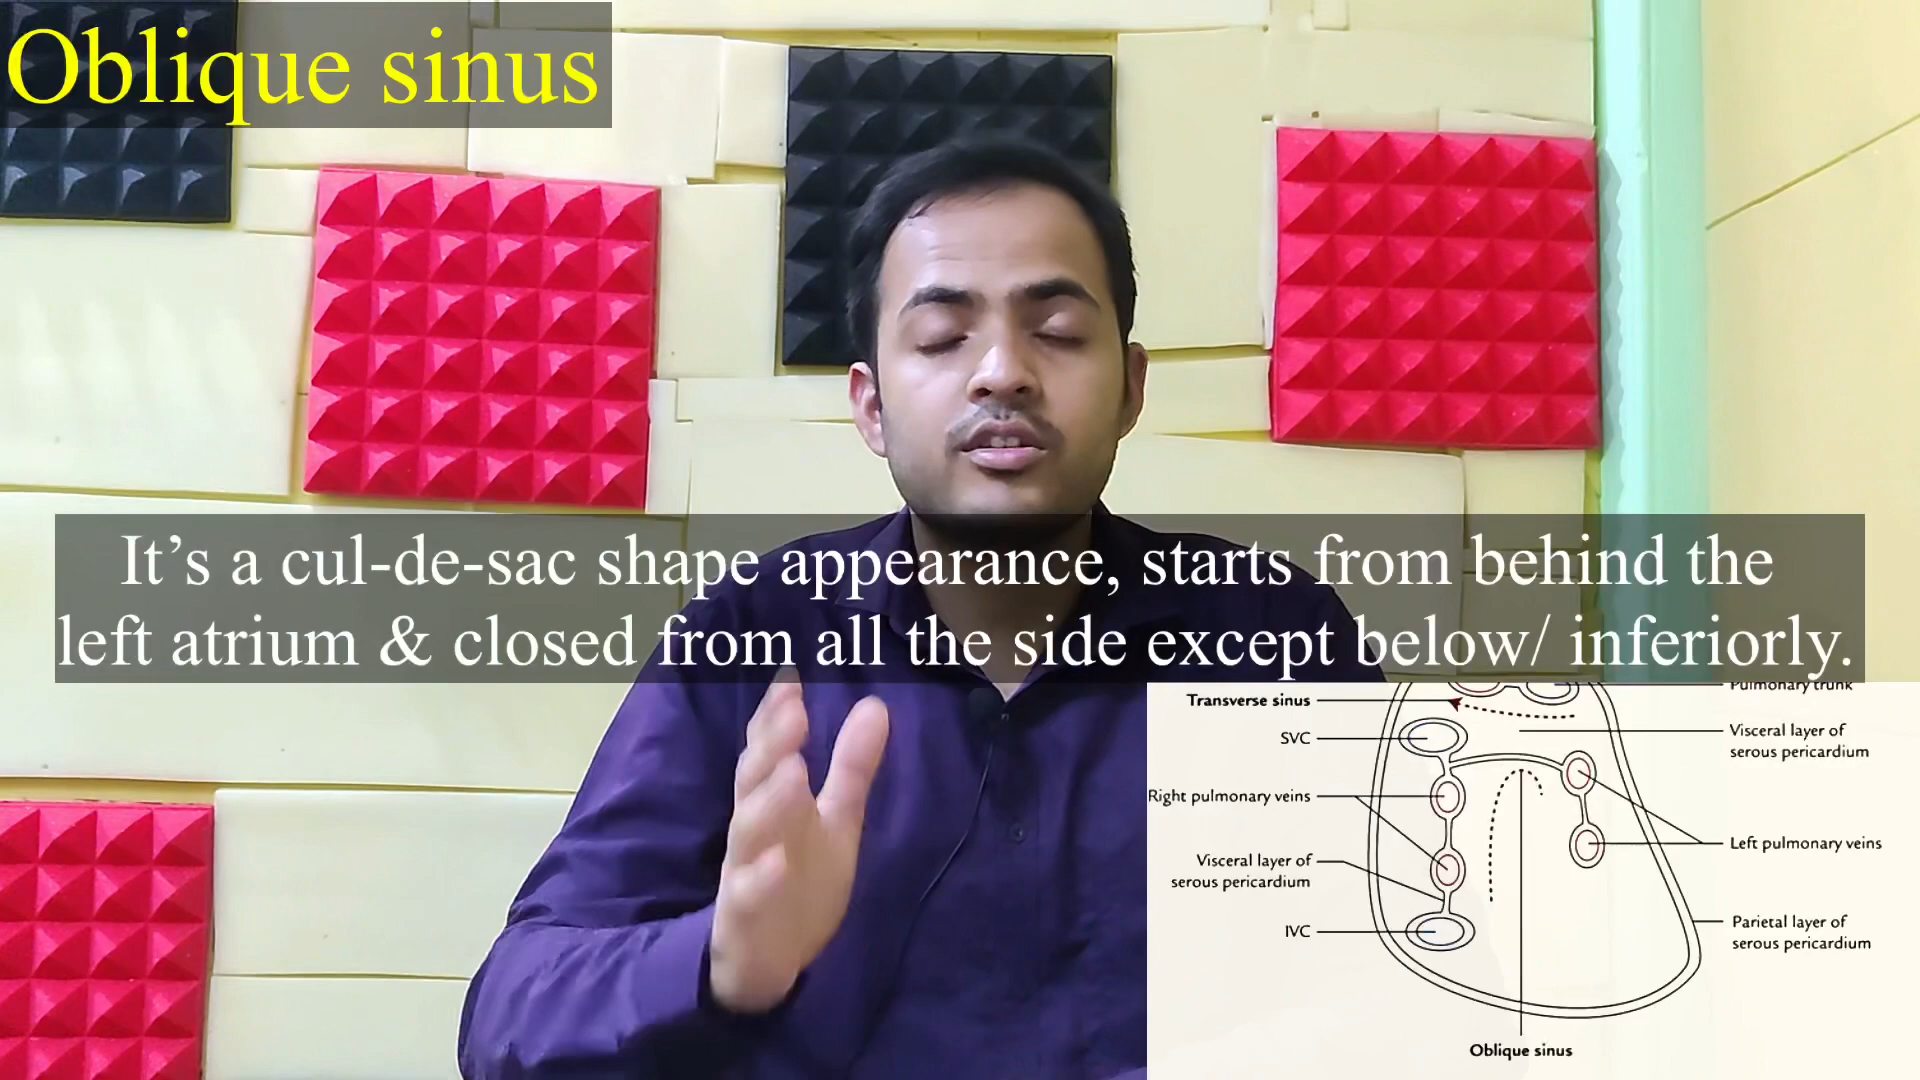 Oblique sinus
It’s a cul-de-sac shape appearance, starts from behind the
left atrium & closed from all the side except below/ inferiorly.
Pulmonary trunk
Transverse sinus
Visceral layer of
serous pericardium
SVC
Right pulmonary veins
Left pulmonary veins
Visceral layer of
serous pericardium
IVC
Parietal layer of
serous pericardium
Oblique sinus